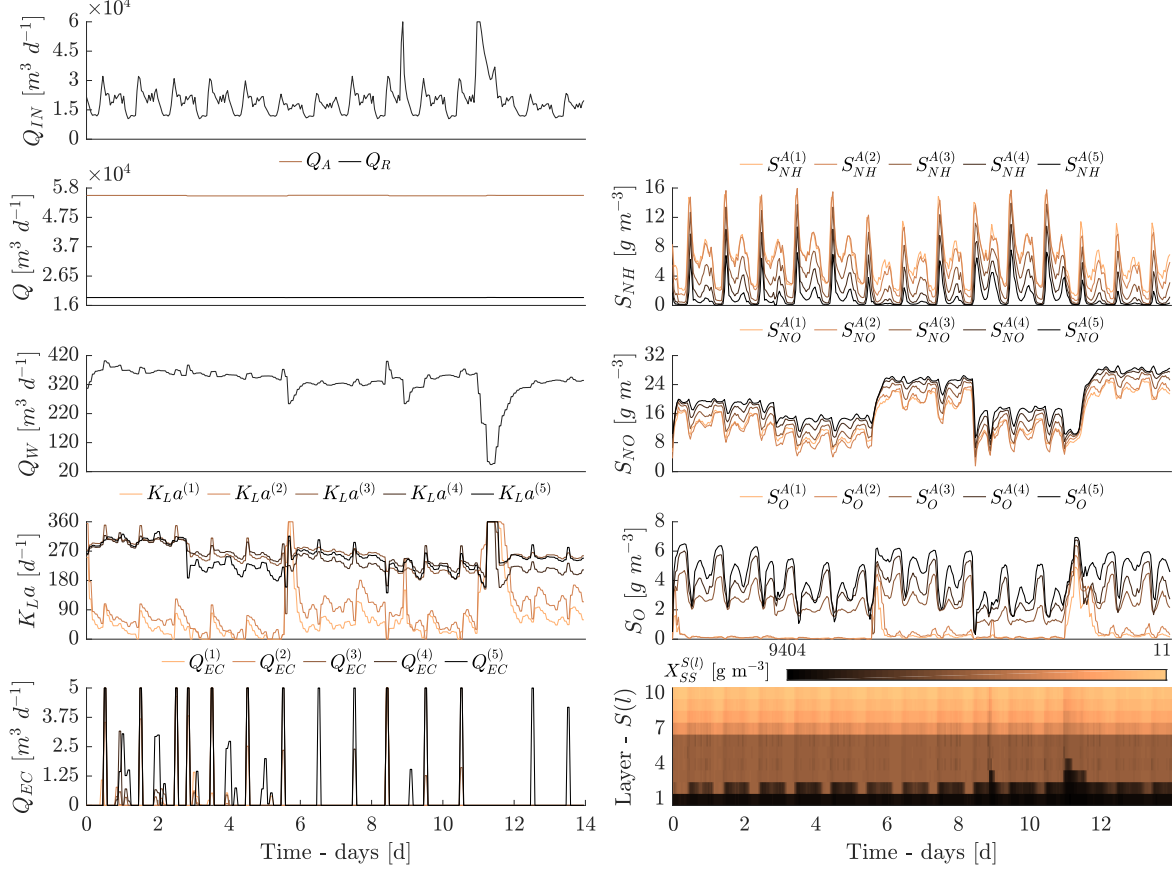 ×10⁴
6
4.5
3
1.5
0
Q_IN [m³ d⁻¹]
Q_A Q_R
×10⁴
5.8
4.75
3.7
2.65
1.6
Q [m³ d⁻¹]
420
320
220
120
20
Q_W [m³ d⁻¹]
K_La⁽¹⁾ K_La⁽²⁾ K_La⁽³⁾ K_La⁽⁴⁾ K_La⁽⁵⁾
360
270
180
90
0
K_La [d⁻¹]
Q_EC⁽¹⁾ Q_EC⁽²⁾ Q_EC⁽³⁾ Q_EC⁽⁴⁾ Q_EC⁽⁵⁾
5
3.75
2.5
1.25
0
Q_EC [m³ d⁻¹]
0 2 4 6 8 10 12 14
Time - days [d]
S_NH^A(1) S_NH^A(2) S_NH^A(3) S_NH^A(4) S_NH^A(5)
16
12
8
4
0
S_NH [g m⁻³]
S_NO^A(1) S_NO^A(2) S_NO^A(3) S_NO^A(4) S_NO^A(5)
32
24
16
8
0
S_NO [g m⁻³]
S_O^A(1) S_O^A(2) S_O^A(3) S_O^A(4) S_O^A(5)
8
6
4
2
0
S_O [g m⁻³]
9404 11
X_SS^S(l) [g m⁻³]
10
7
4
1
Layer - S(l)
0 2 4 6 8 10 12
Time - days [d]